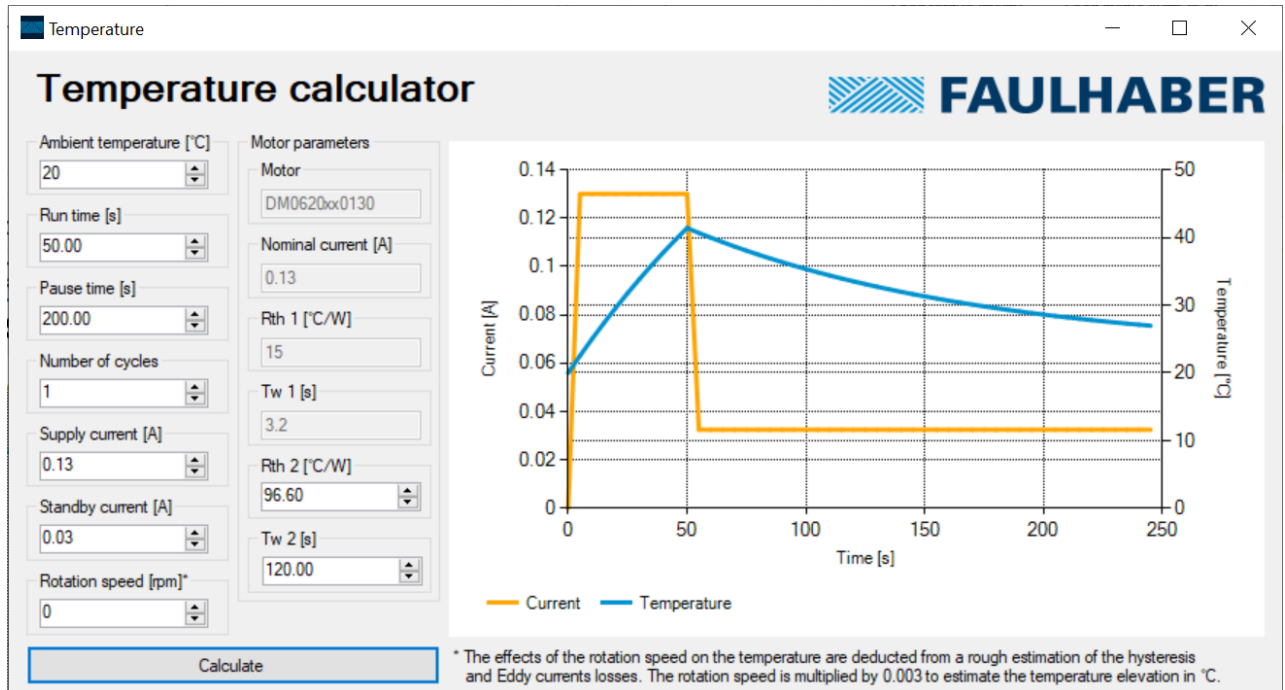 Temperature
Temperature calculator
FAULHABER
Ambient temperature [°C]
20
Run time [s]
50.00
Pause time [s]
200.00
Number of cycles
1
Supply current [A]
0.13
Standby current [A]
0.03
Rotation speed [rpm]*
0
Calculate
Motor parameters
Motor
DM0620xx0130
Nominal current [A]
0.13
Rth 1 [°C/W]
15
Tw 1 [s]
3.2
Rth 2 [°C/W]
96.60
Tw 2 [s]
120.00
Current [A]
0.14
0.12
0.1
0.08
0.06
0.04
0.02
0
0
50
100
150
200
250
Time [s]
50
40
30
20
10
0
Temperature [°C]
Current
Temperature
* The effects of the rotation speed on the temperature are deducted from a rough estimation of the hysteresis
and Eddy currents losses. The rotation speed is multiplied by 0.003 to estimate the temperature elevation in °C.